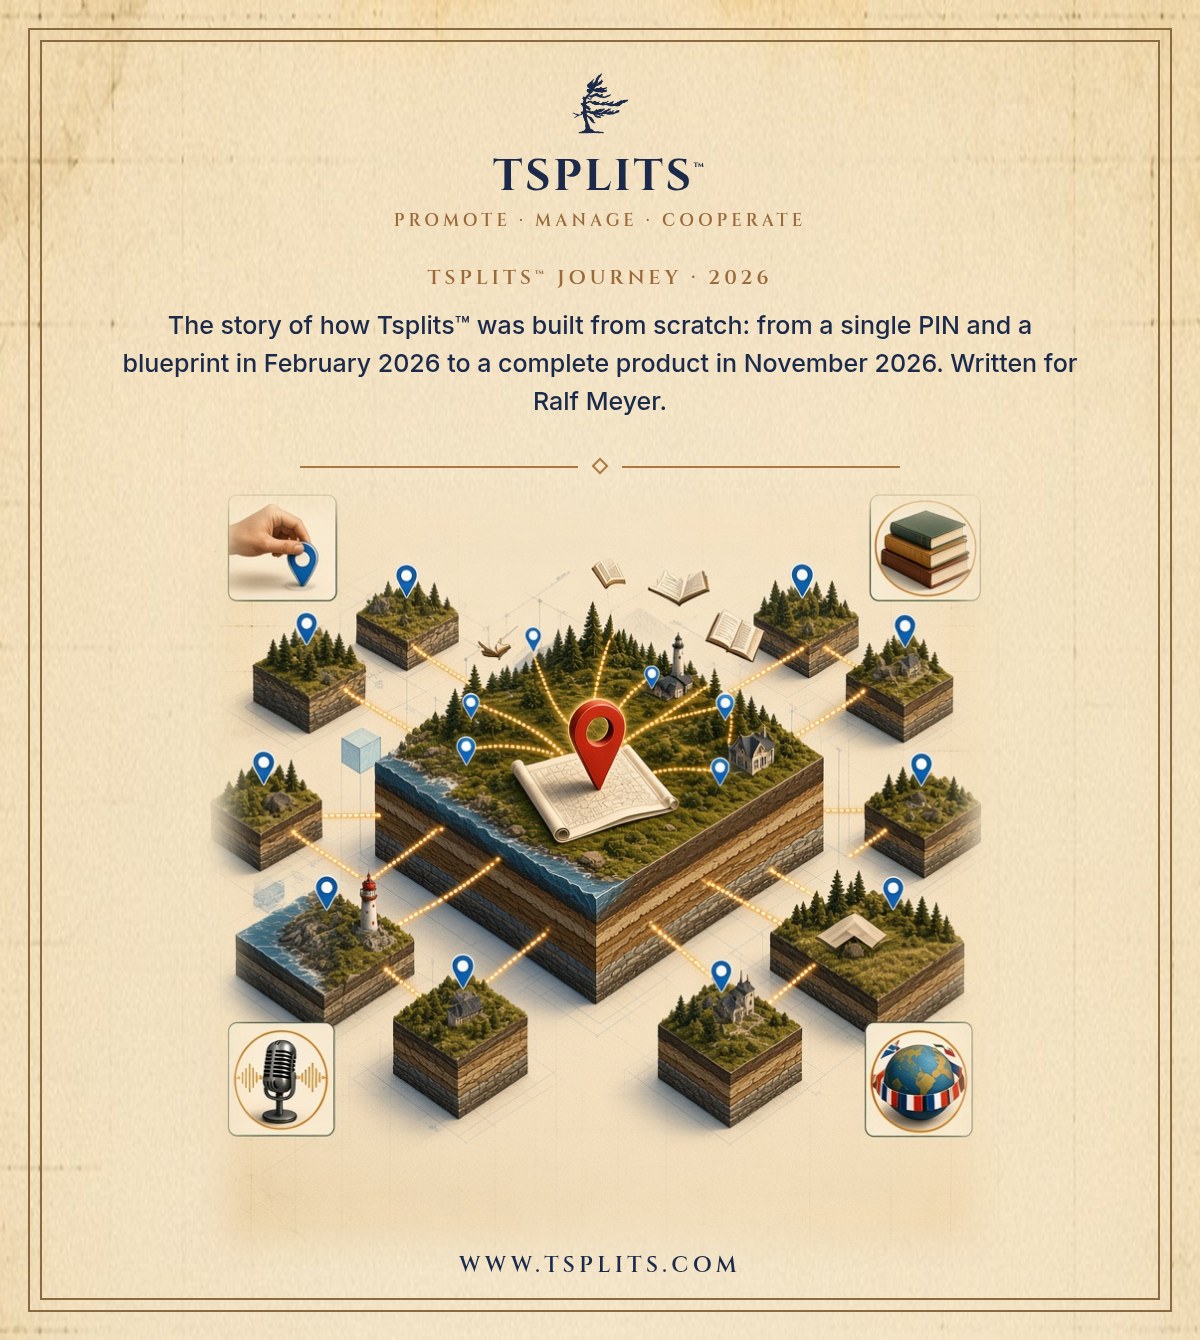 TSPLITS™
PROMOTE · MANAGE · COOPERATE
TSPLITS™ JOURNEY · 2026
The story of how Tsplits™ was built from scratch: from a single PIN and a
blueprint in February 2026 to a complete product in November 2026. Written for
Ralf Meyer.
WWW.TSPLITS.COM